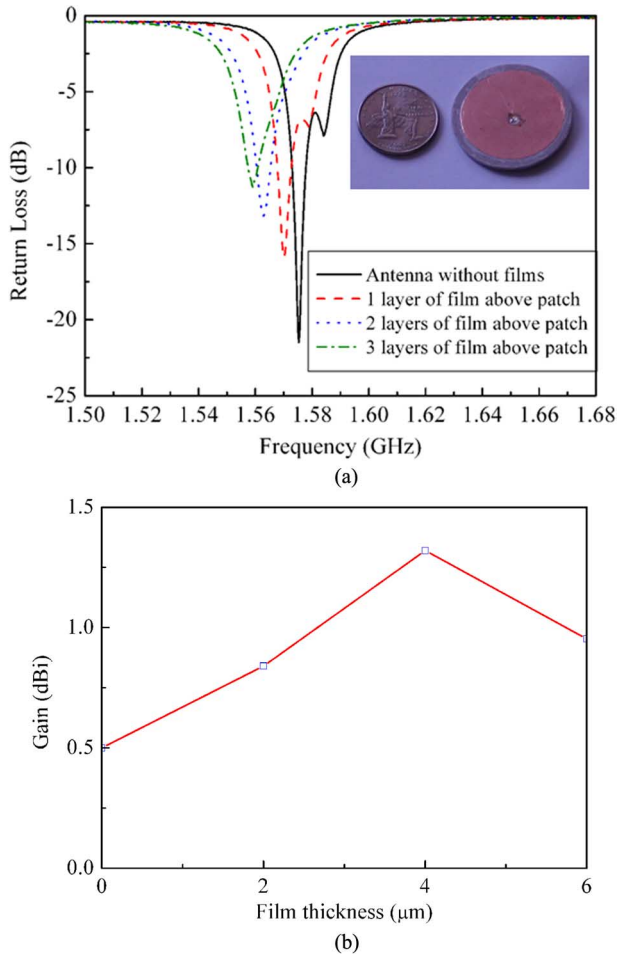 0
-5
-10
-15
-20
-25
Return Loss (dB)
Antenna without films
1 layer of film above patch
2 layers of film above patch
3 layers of film above patch
1.50 1.52 1.54 1.56 1.58 1.60 1.62 1.64 1.66 1.68
Frequency (GHz)
(a)
1.5
1.0
0.5
0.0
Gain (dBi)
0 2 4 6
Film thickness (μm)
(b)